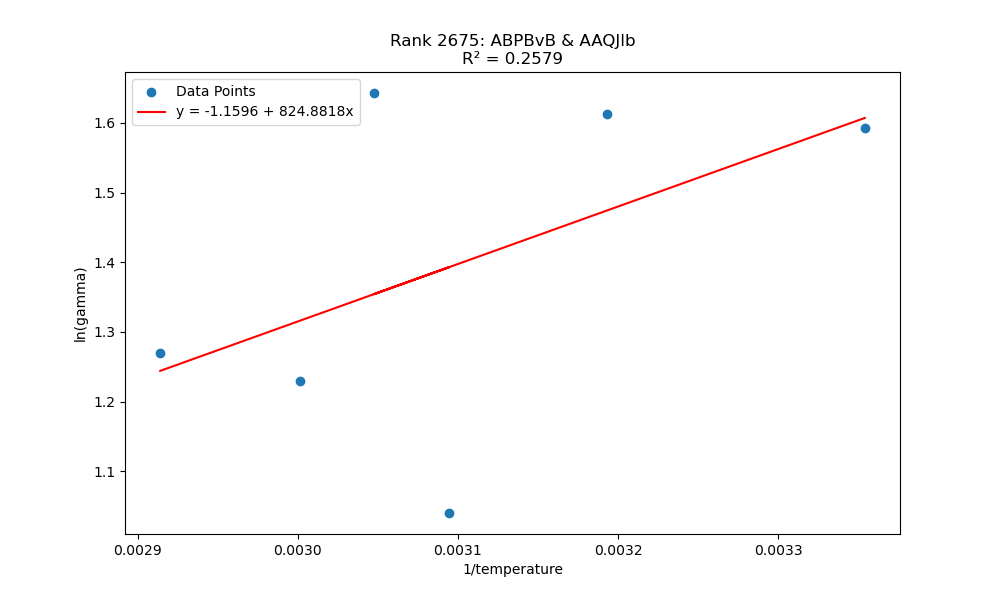 Rank 2675: ABPBvB & AAQJlb
R² = 0.2579
Data Points
y = -1.1596 + 824.8818x
1.6
1.5
1.4
1.3
1.2
1.1
ln(gamma)
0.0029
0.0030
0.0031
0.0032
0.0033
1/temperature